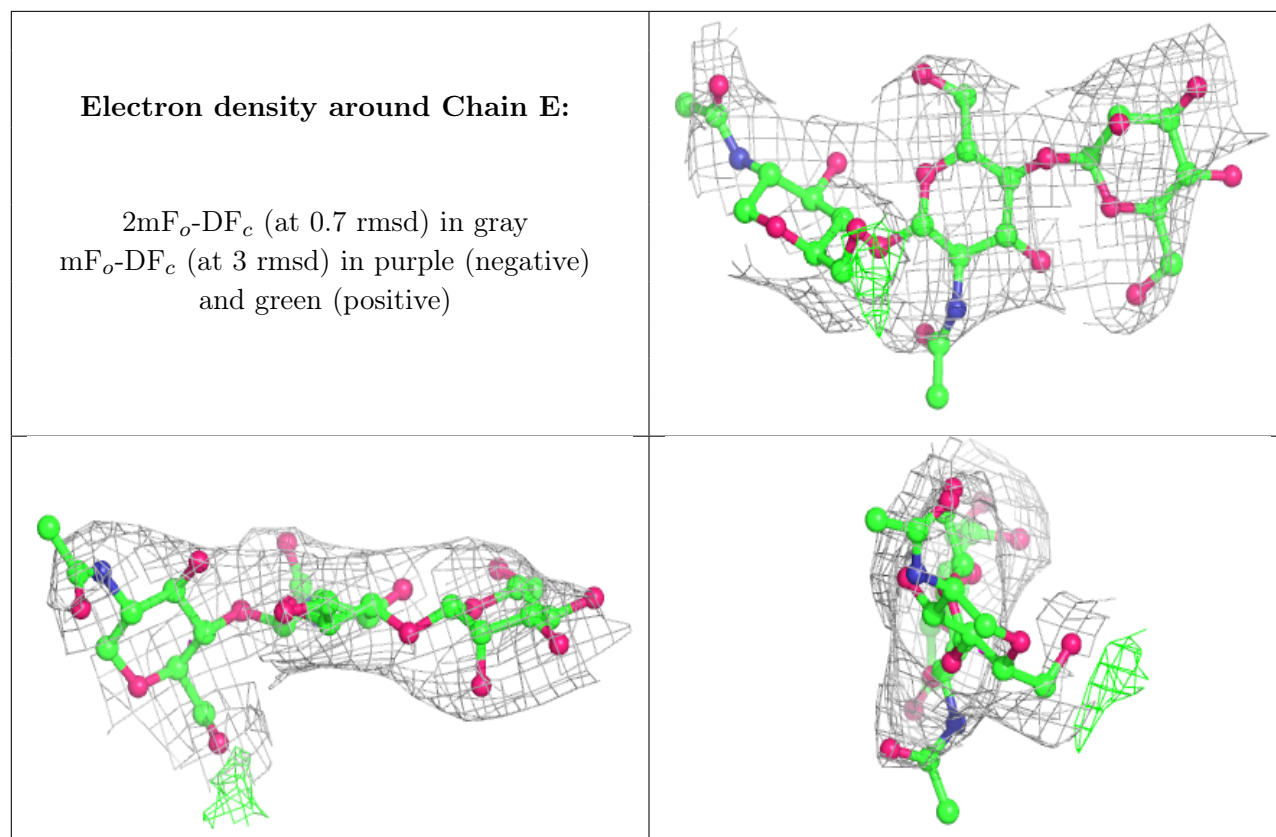 Electron density around Chain E:
2mFo-DFc (at 0.7 rmsd) in gray
mFo-DFc (at 3 rmsd) in purple (negative)
and green (positive)